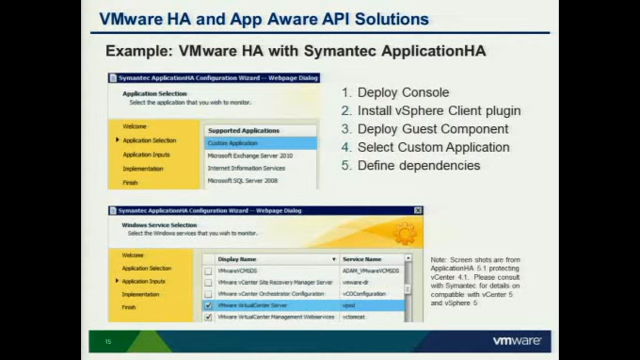 VMware HA and App Aware API Solutions
Example: VMware HA with Symantec ApplicationHA
Symantec ApplicationHA Configuration Wizard -- Webpage Dialog
Application Selection
Select the application that you wish to monitor.
Welcome
Application Selection
Application Inputs
Implementation
Finish
Supported Applications
Custom Application
Microsoft Exchange Server 2010
Internet Information Services
Microsoft SQL Server 2008
1. Deploy Console
2. Install vSphere Client plugin
3. Deploy Guest Component
4. Select Custom Application
5. Define dependencies
Symantec ApplicationHA Configuration Wizard -- Webpage Dialog
Windows Service Selection
Select the Windows services that you wish to monitor.
Welcome
Application Selection
Application Inputs
Implementation
Finish
Display Name Service Name
VMwareVCMSDS ADAM_VMwareVCMSDS
VMware vCenter Site Recovery Manager Server vmware-dr
VMware vCenter Orchestrator Configuration vCOConfiguration
VMware VirtualCenter Server vpxd
VMware VirtualCenter Management Webservices vctomcat
Note: Screen shots are from
ApplicationHA 5.1 protecting
vCenter 4.1. Please consult
with Symantec for details on
compatible with vCenter 5
and vSphere 5
15
vmware